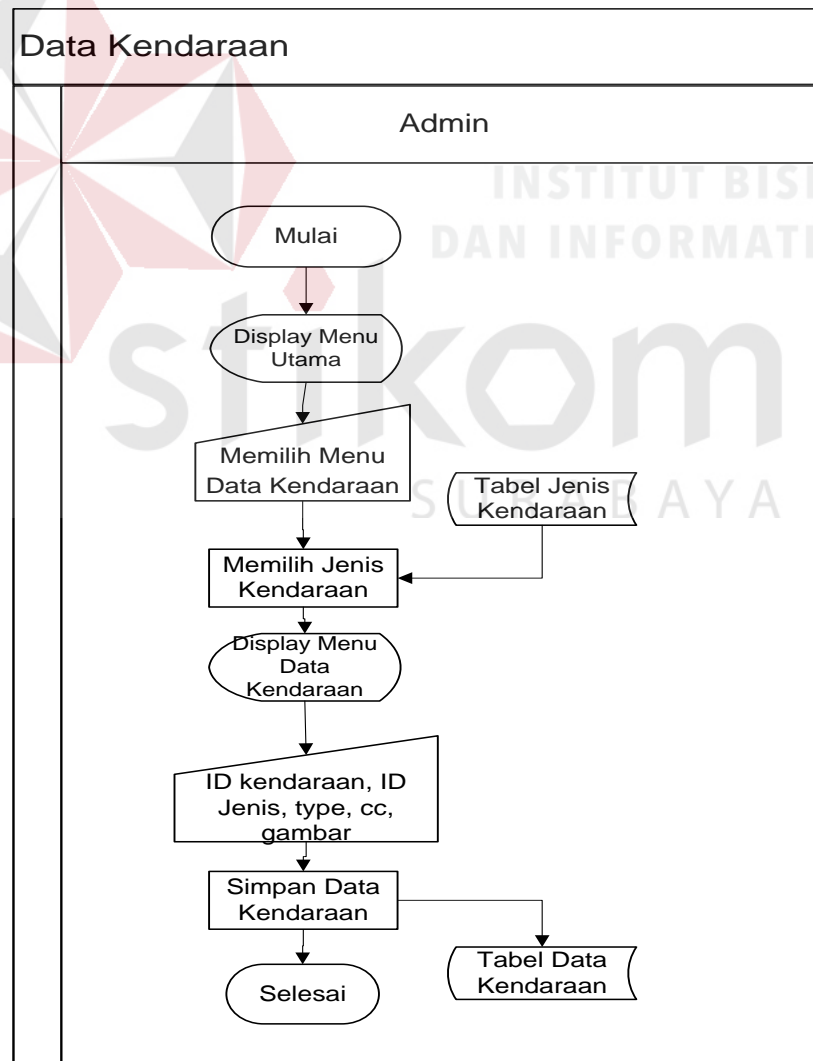 Data Kendaraan
Admin
INSTITUT BISI
DAN INFORMATI
stikom
SURABAYA
Mulai
Display Menu
Utama
Memilih Menu
Data Kendaraan
Tabel Jenis
Kendaraan
Memilih Jenis
Kendaraan
Display Menu
Data
Kendaraan
ID kendaraan, ID
Jenis, type, cc,
gambar
Simpan Data
Kendaraan
Tabel Data
Kendaraan
Selesai